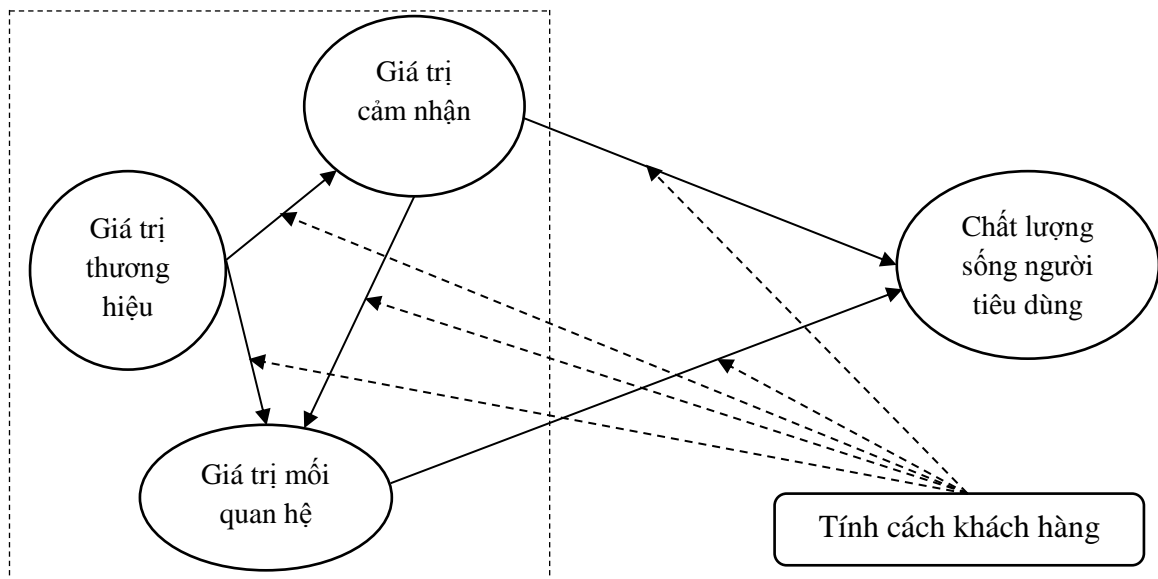 Giá trị
cảm nhận
Giá trị
thương
hiệu
Chất lượng
sống người
tiêu dùng
Giá trị mối
quan hệ
Tính cách khách hàng